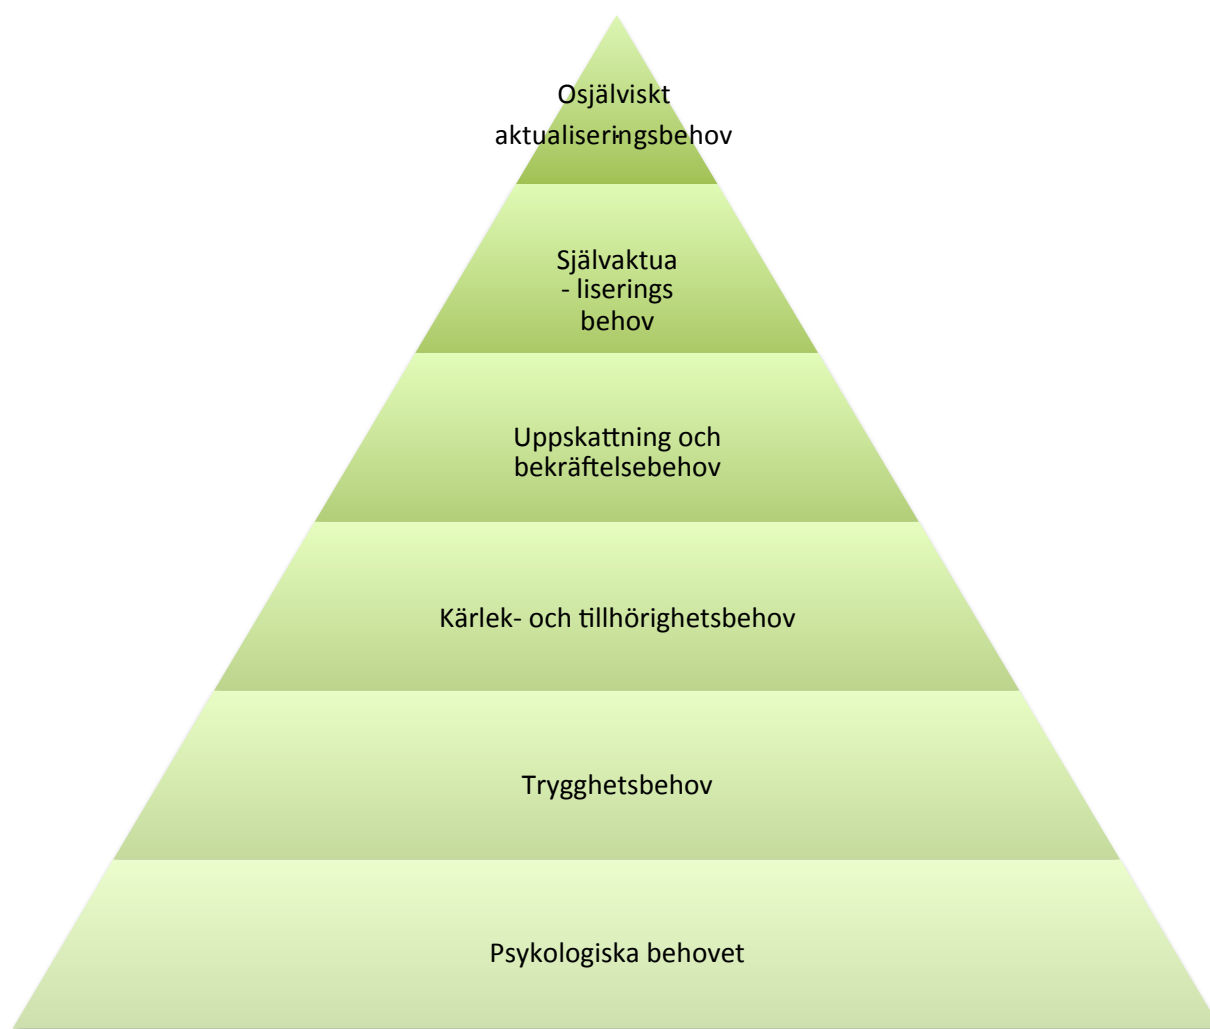 Osjälviskt
aktualiseringsbehov
Självaktua
- liserings
behov
Uppskattning och
bekräftelsebehov
Kärlek- och tillhörighetsbehov
Trygghetsbehov
Psykologiska behovet